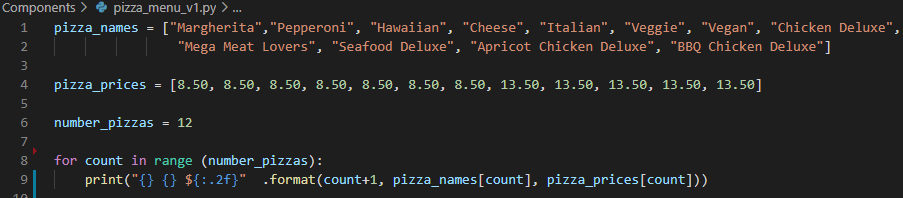 Components > pizza_menu_v1.py > ...
1 pizza_names = ["Margherita","Pepperoni", "Hawaiian", "Cheese", "Italian", "Veggie", "Vegan", "Chicken Deluxe",
2 "Mega Meat Lovers", "Seafood Deluxe", "Apricot Chicken Deluxe", "BBQ Chicken Deluxe"]
3
4 pizza_prices = [8.50, 8.50, 8.50, 8.50, 8.50, 8.50, 8.50, 13.50, 13.50, 13.50, 13.50, 13.50]
5
6 number_pizzas = 12
7
8 for count in range (number_pizzas):
9 print("{} {} ${:.2f}" .format(count+1, pizza_names[count], pizza_prices[count]))
10